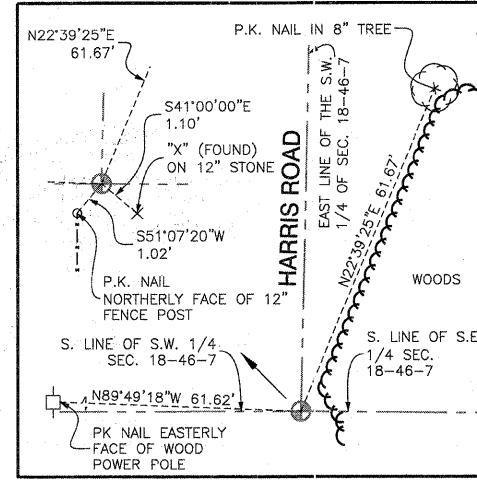 N22°39'25"E
61.67'
P.K. NAIL IN 8" TREE
S41°00'00"E
1.10'
"X" (FOUND)
ON 12" STONE
S51°07'20"W
1.02'
P.K. NAIL
NORTHERLY FACE OF 12"
FENCE POST
HARRIS ROAD
EAST LINE OF THE S.W.
1/4 OF SEC. 18-46-7
N22°39'25"E 61.67'
WOODS
S. LINE OF S.W. 1/4
SEC. 18-46-7
S. LINE OF S.E
1/4 SEC.
18-46-7
N89°49'18"W 61.62'
PK NAIL EASTERLY
FACE OF WOOD
POWER POLE